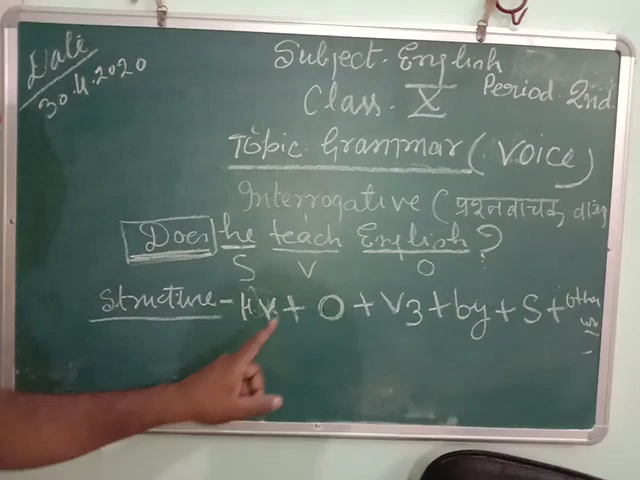 Date
30.4.2020
Subject. English
Period. 2nd
Class. X
Topic. Grammar (VOICE)
Interrogative (प्रश्नवाचक
Does he teach English?
S V O
Structure - H.V + O + V3 + by + S + Other